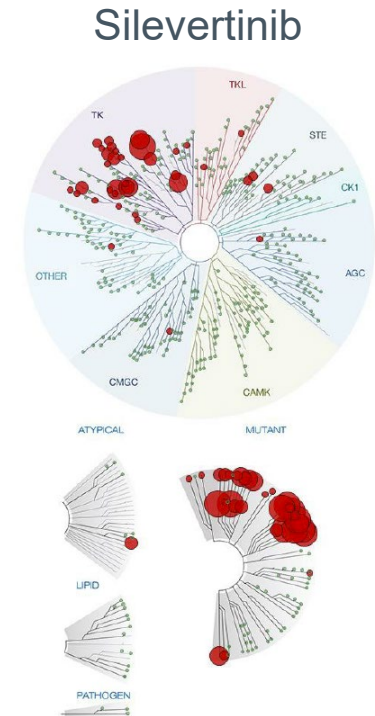 Silevertinib
TKL
TK
STE
CK1
AGC
OTHER
CMGC
CAMK
ATYPICAL
MUTANT
LIPID
PATHOGEN